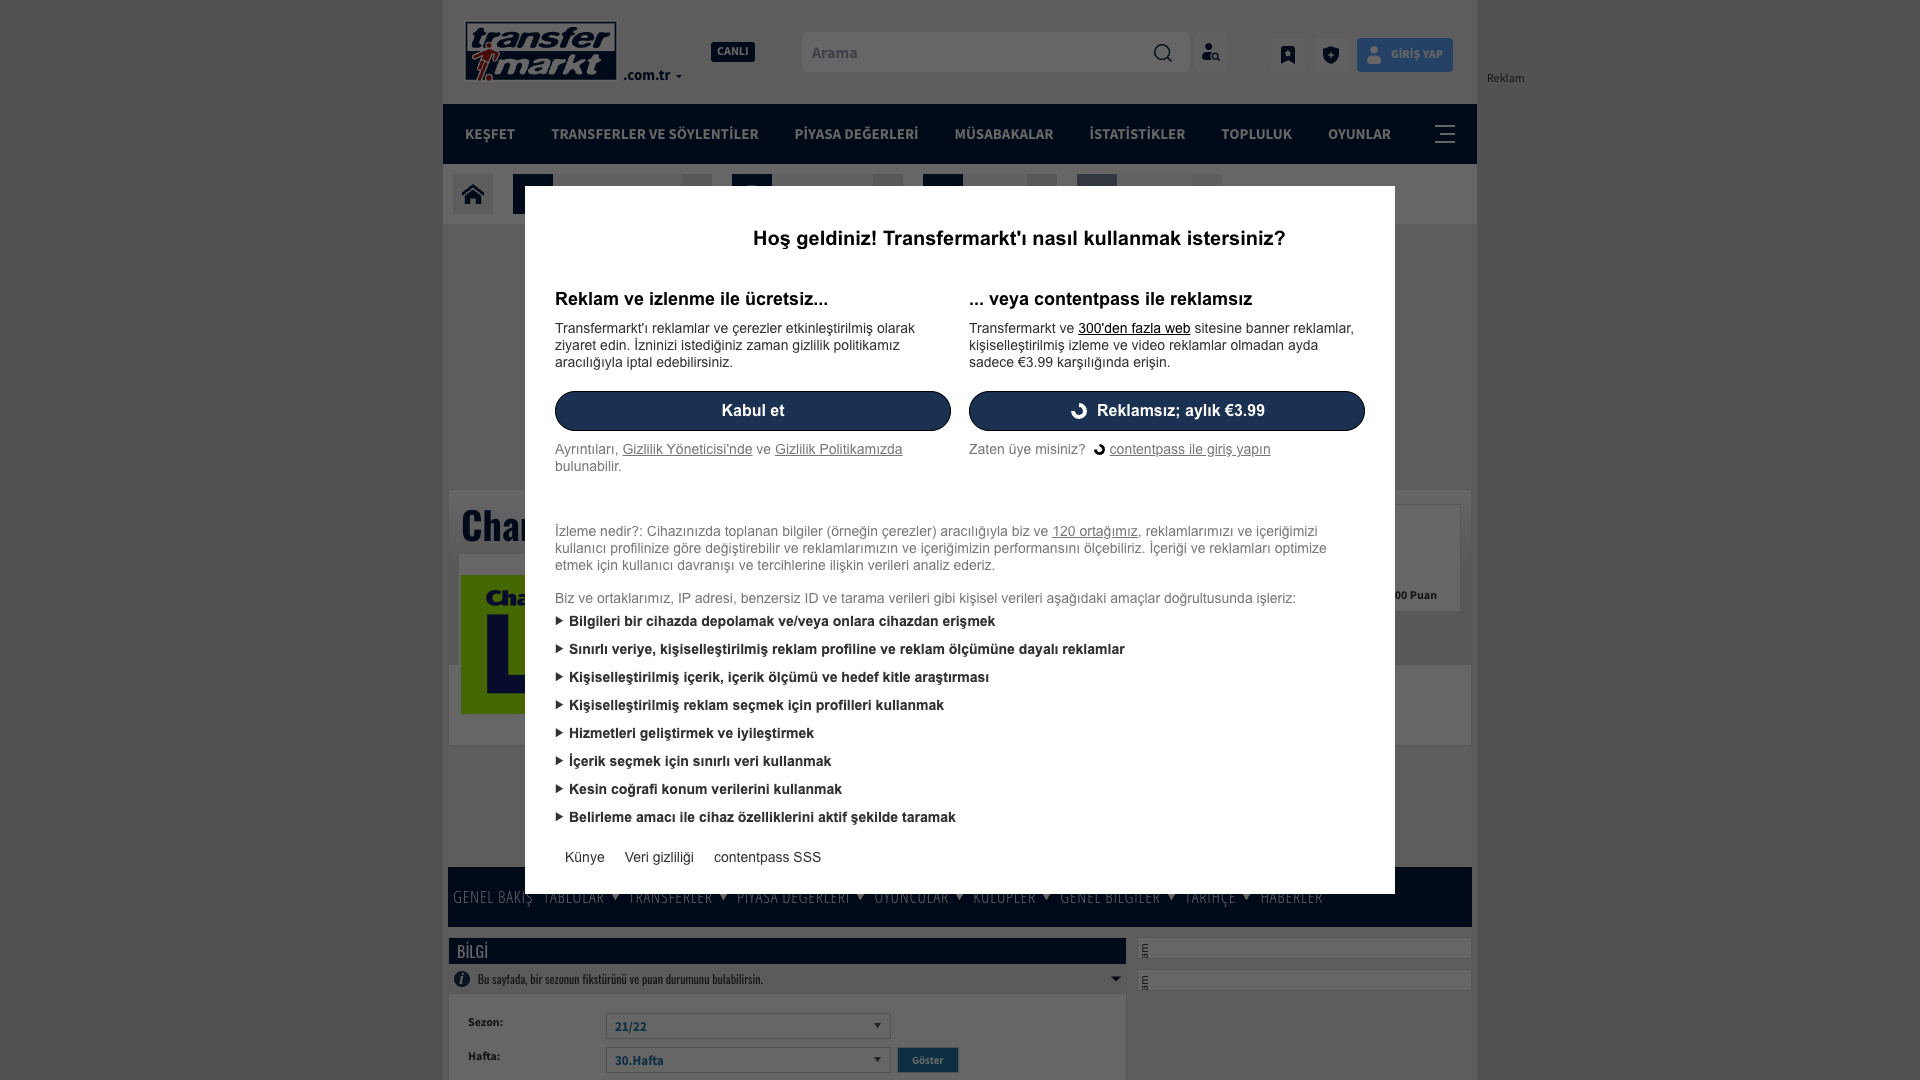 transfer
markt
.com.tr
CANLI
Arama
GİRİŞ YAP
Reklam
KEŞFET
TRANSFERLER VE SÖYLENTİLER
PİYASA DEĞERLERİ
MÜSABAKALAR
İSTATİSTİKLER
TOPLULUK
OYUNLAR
Hoş geldiniz! Transfermarkt'ı nasıl kullanmak istersiniz?
Reklam ve izlenme ile ücretsiz...
Transfermarkt'ı reklamlar ve çerezler etkinleştirilmiş olarak
ziyaret edin. İzninizi istediğiniz zaman gizlilik politikamız
aracılığıyla iptal edebilirsiniz.
Kabul et
Ayrıntıları, Gizlilik Yöneticisi'nde ve Gizlilik Politikamızda
bulunabilir.
... veya contentpass ile reklamsız
Transfermarkt ve 300'den fazla web sitesine banner reklamlar,
kişiselleştirilmiş izleme ve video reklamlar olmadan ayda
sadece €3.99 karşılığında erişin.
Reklamsız; aylık €3.99
Zaten üye misiniz? contentpass ile giriş yapın
İzleme nedir?: Cihazınızda toplanan bilgiler (örneğin çerezler) aracılığıyla biz ve 120 ortağımız, reklamlarımızı ve içeriğimizi
kullanıcı profilinize göre değiştirebilir ve reklamlarımızın ve içeriğimizin performansını ölçebiliriz. İçeriği ve reklamları optimize
etmek için kullanıcı davranışı ve tercihlerine ilişkin verileri analiz ederiz.
Biz ve ortaklarımız, IP adresi, benzersiz ID ve tarama verileri gibi kişisel verileri aşağıdaki amaçlar doğrultusunda işleriz:
Bilgileri bir cihazda depolamak ve/veya onlara cihazdan erişmek
Sınırlı veriye, kişiselleştirilmiş reklam profiline ve reklam ölçümüne dayalı reklamlar
Kişiselleştirilmiş içerik, içerik ölçümü ve hedef kitle araştırması
Kişiselleştirilmiş reklam seçmek için profilleri kullanmak
Hizmetleri geliştirmek ve iyileştirmek
İçerik seçmek için sınırlı veri kullanmak
Kesin coğrafi konum verilerini kullanmak
Belirleme amacı ile cihaz özelliklerini aktif şekilde taramak
Künye
Veri gizliliği
contentpass SSS
Cha
Cha
L
00 Puan
GENEL BAKIŞ
TABLOLAR
TRANSFERLER
PİYASA DEĞERLERİ
OYUNCULAR
KULÜPLER
GENEL BİLGİLER
TARİHÇE
HABERLER
BİLGİ
Bu sayfada, bir sezonun fikstürünü ve puan durumunu bulabilirsin.
am
am
Sezon:
21/22
Hafta:
30.Hafta
Göster